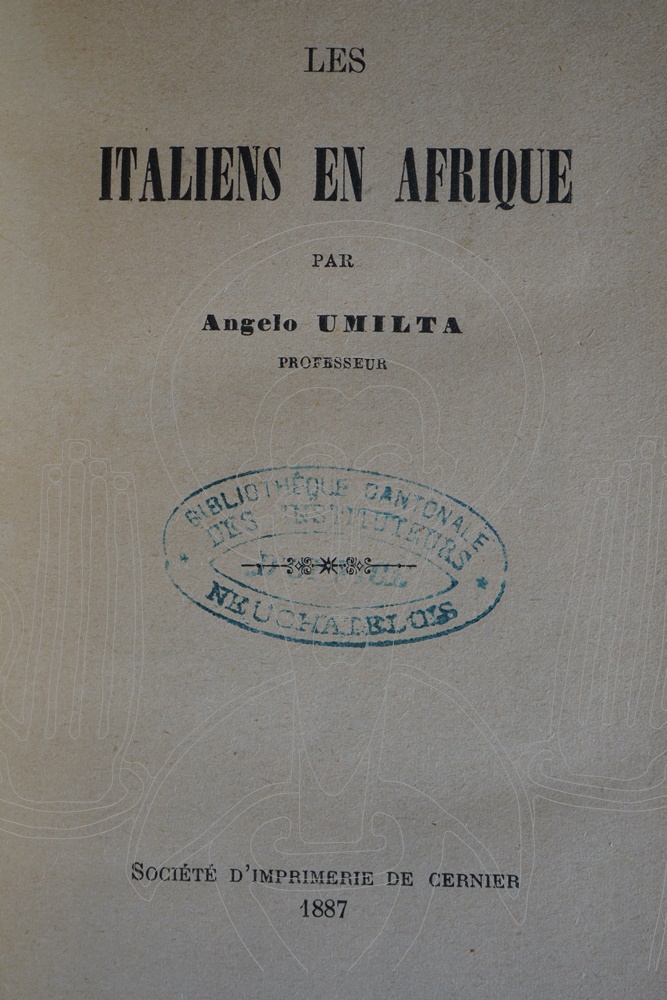 LES
ITALIENS EN AFRIQUE
PAR
Angelo UMILTA
PROFESSEUR
BIBLIOTHÈQUE CANTONALE
DES INSTITUTEURS
NEUCHATELOIS
SOCIÉTÉ D'IMPRIMERIE DE CERNIER
1887